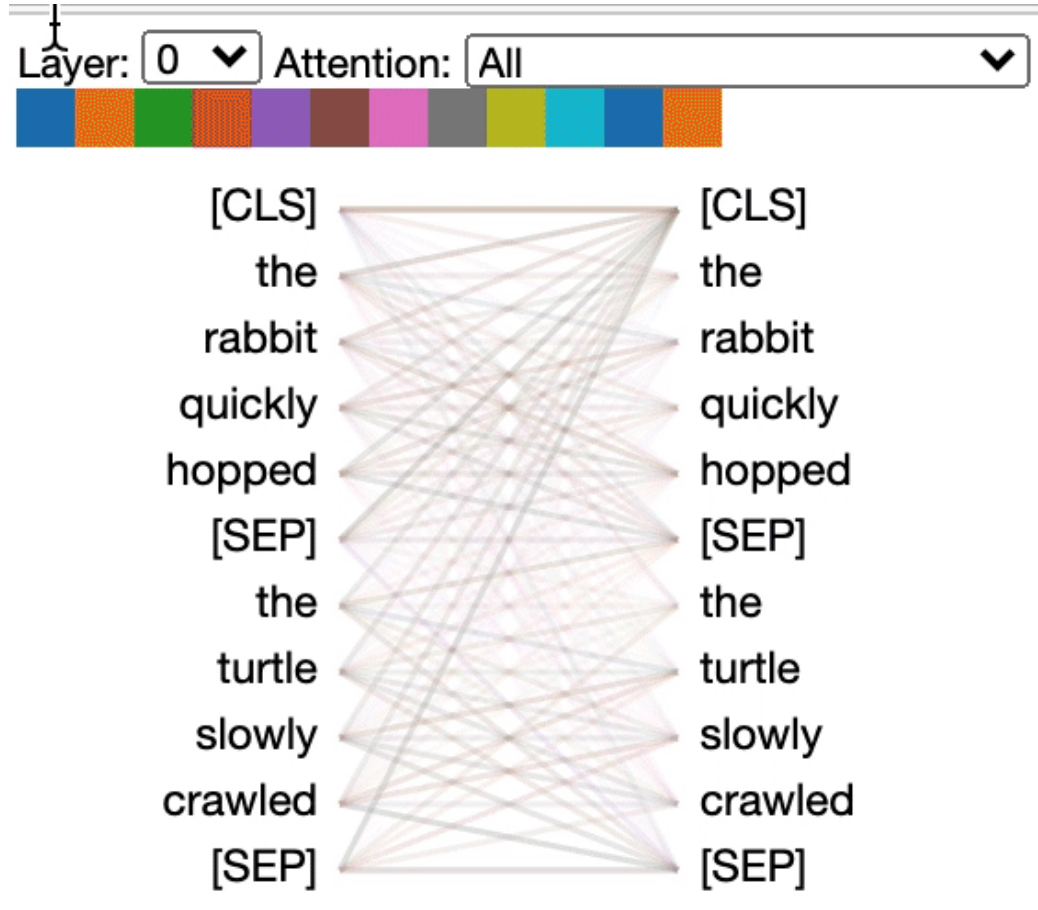 Layer: 0 Attention: All
[CLS] [CLS]
the the
rabbit rabbit
quickly quickly
hopped hopped
[SEP] [SEP]
the the
turtle turtle
slowly slowly
crawled crawled
[SEP] [SEP]